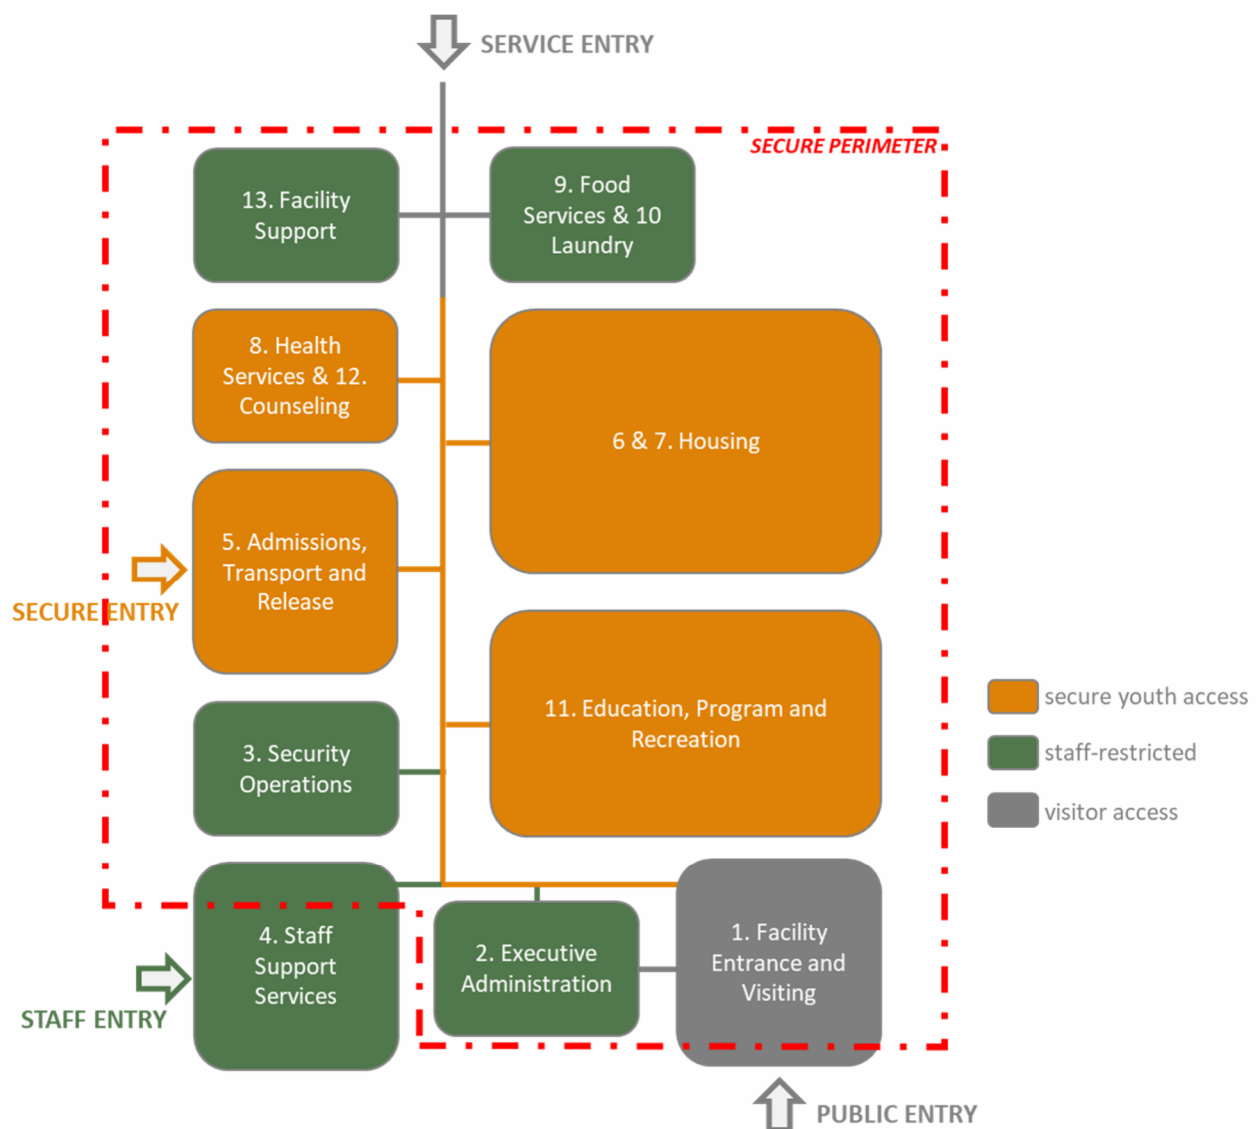 SERVICE ENTRY
SECURE PERIMETER
13. Facility
Support
9. Food
Services & 10
Laundry
8. Health
Services & 12.
Counseling
6 & 7. Housing
5. Admissions,
Transport and
Release
SECURE ENTRY
11. Education, Program and
Recreation
secure youth access
staff-restricted
visitor access
3. Security
Operations
4. Staff
Support
Services
2. Executive
Administration
1. Facility
Entrance and
Visiting
STAFF ENTRY
PUBLIC ENTRY